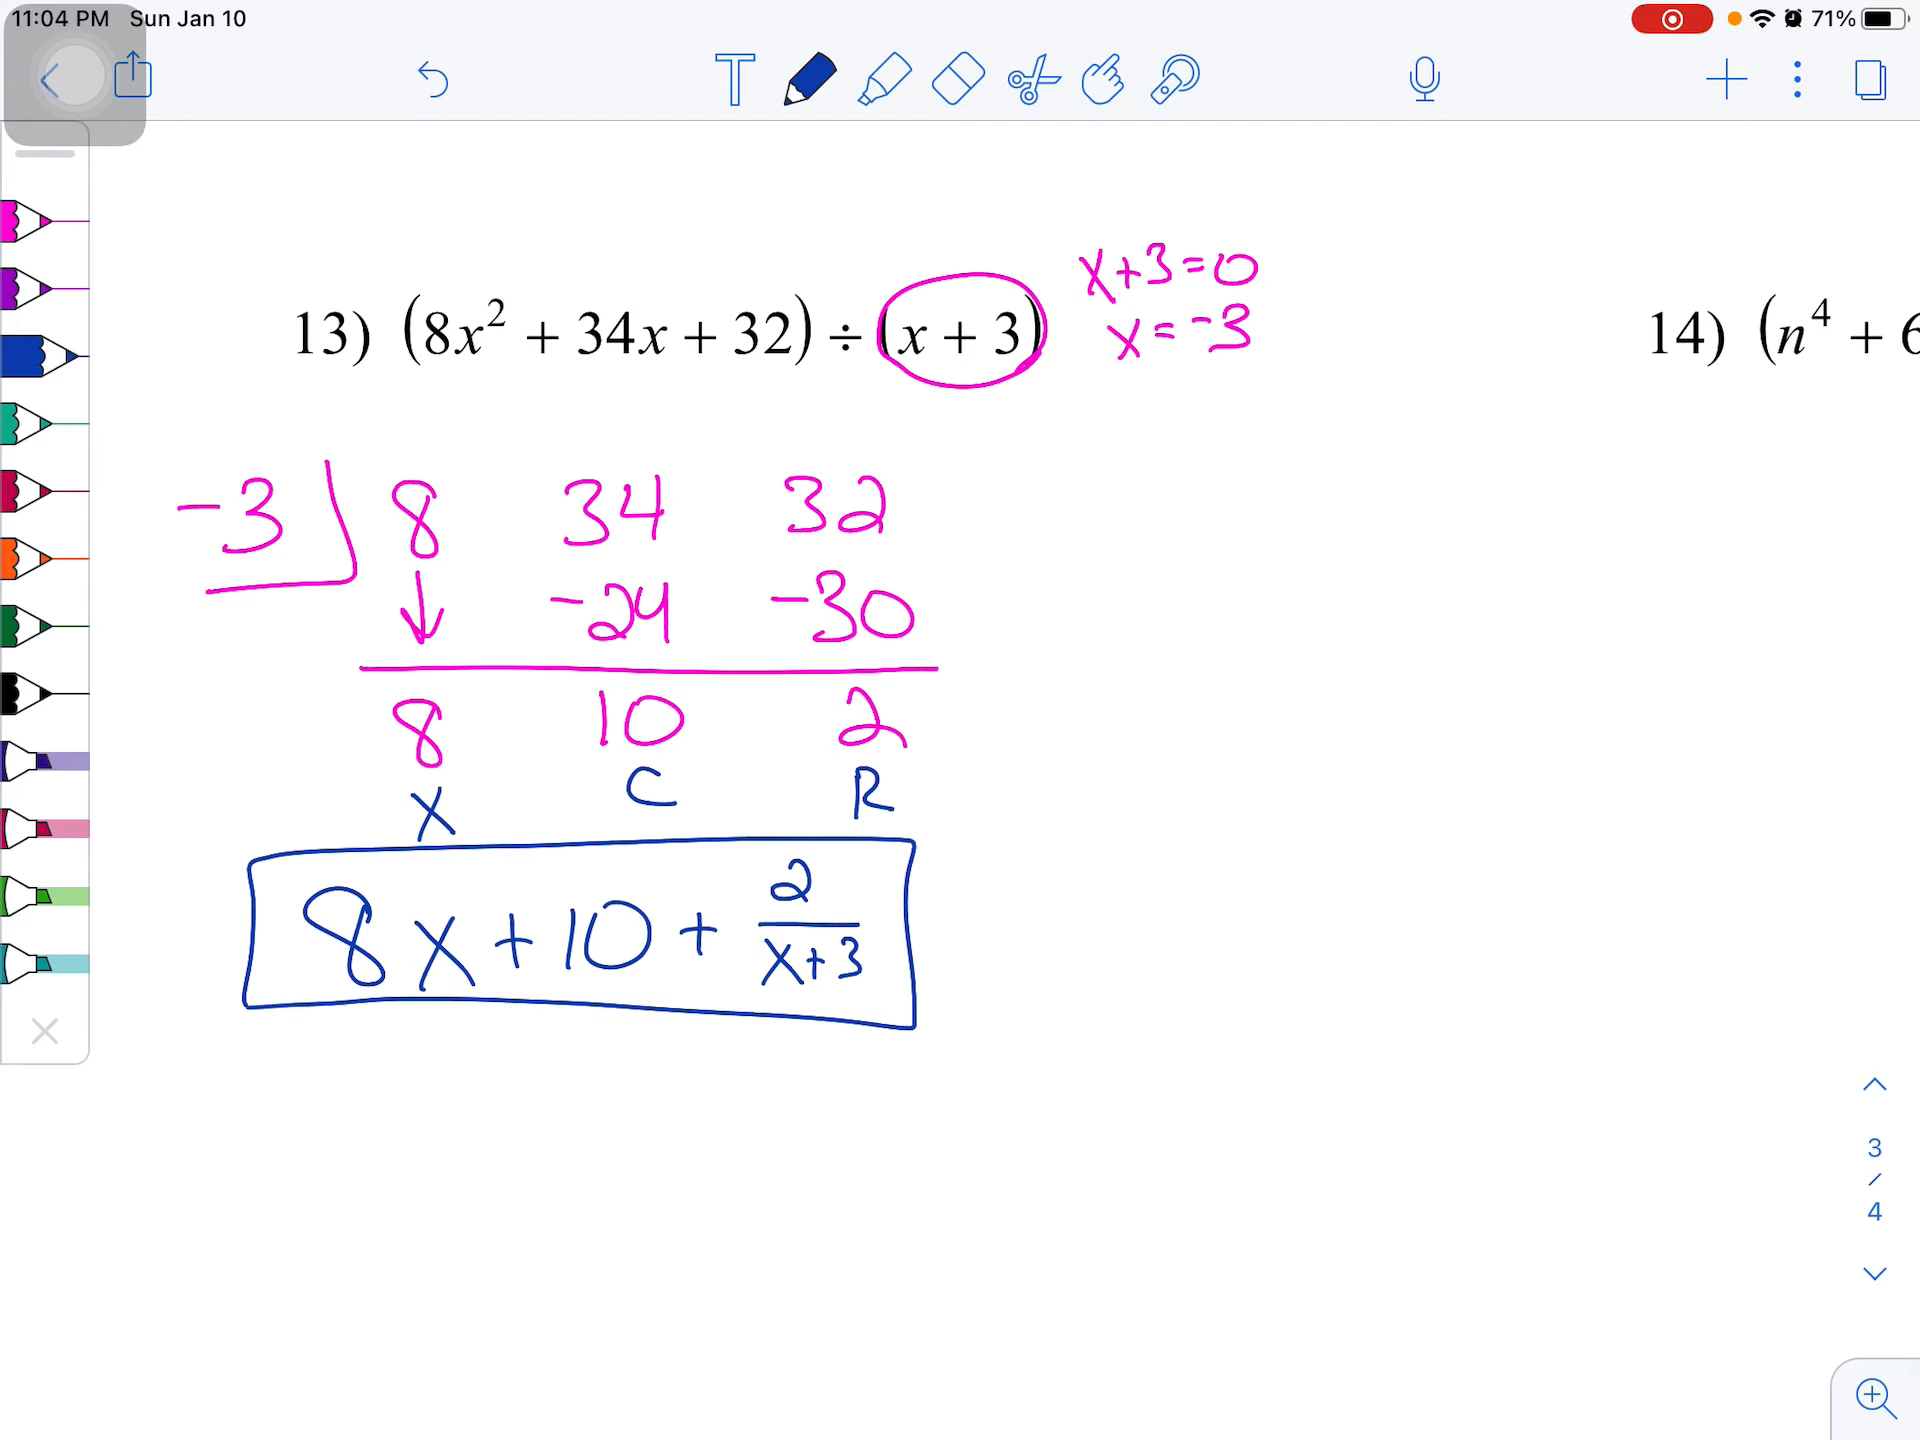 11:04 PM Sun Jan 10 71%
T
x+3=0
13) (8x² + 34x + 32) ÷ (x + 3) x=-3 14) (n⁴ + 6
-3 8 34 32
-24 -30
8 10 2
X C R
8x+10+ 2/(x+3)
3
/
4